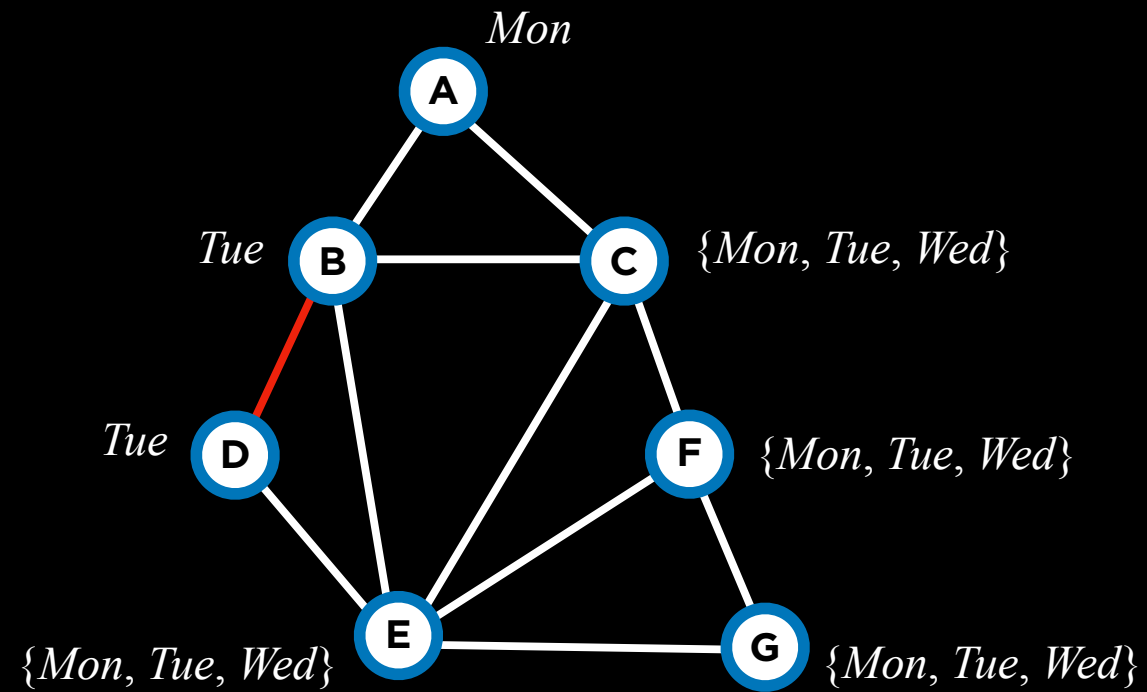 Mon
A
Tue
B
C
{Mon, Tue, Wed}
Tue
D
F
{Mon, Tue, Wed}
E
G
{Mon, Tue, Wed}
{Mon, Tue, Wed}